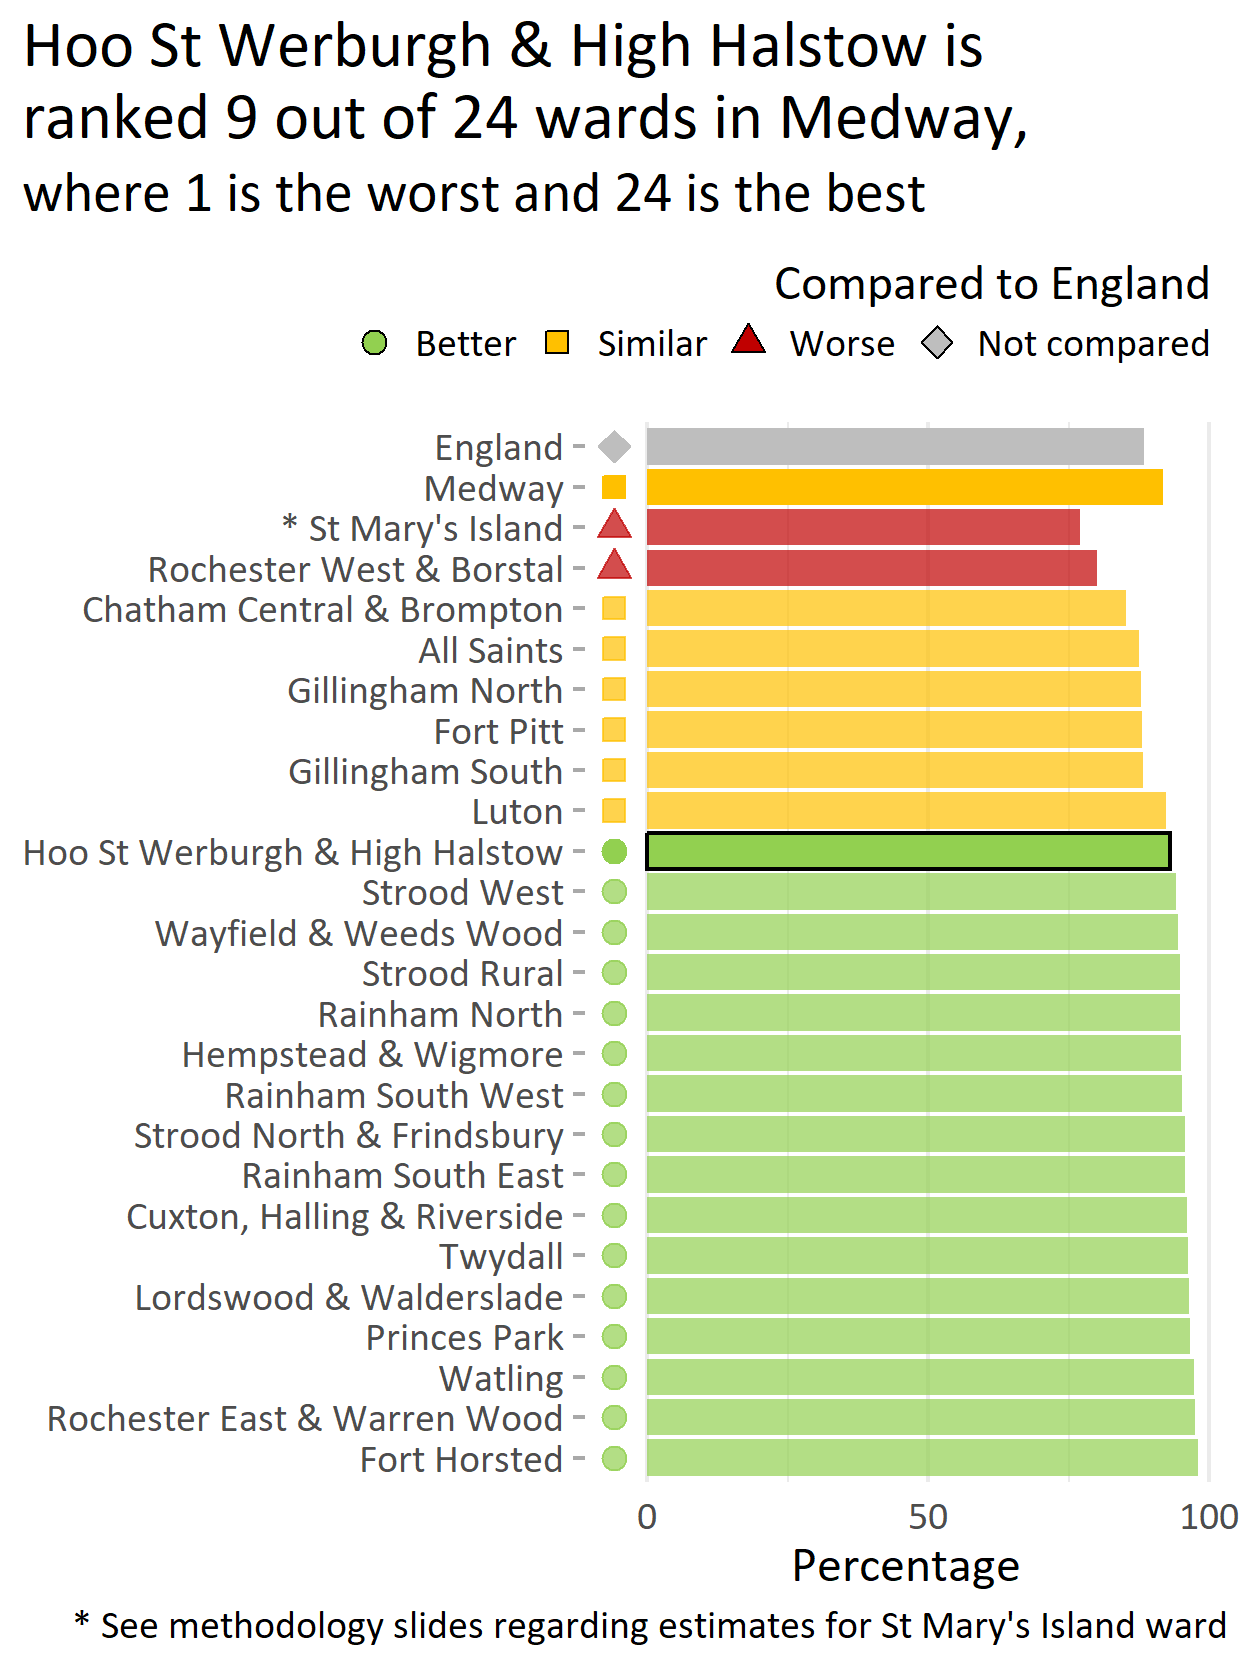 Hoo St Werburgh & High Halstow is
ranked 9 out of 24 wards in Medway,
where 1 is the worst and 24 is the best
Compared to England
Better Similar Worse Not compared
England
Medway
* St Mary's Island
Rochester West & Borstal
Chatham Central & Brompton
All Saints
Gillingham North
Fort Pitt
Gillingham South
Luton
Hoo St Werburgh & High Halstow
Strood West
Wayfield & Weeds Wood
Strood Rural
Rainham North
Hempstead & Wigmore
Rainham South West
Strood North & Frindsbury
Rainham South East
Cuxton, Halling & Riverside
Twydall
Lordswood & Walderslade
Princes Park
Watling
Rochester East & Warren Wood
Fort Horsted
0 50 100
Percentage
* See methodology slides regarding estimates for St Mary's Island ward